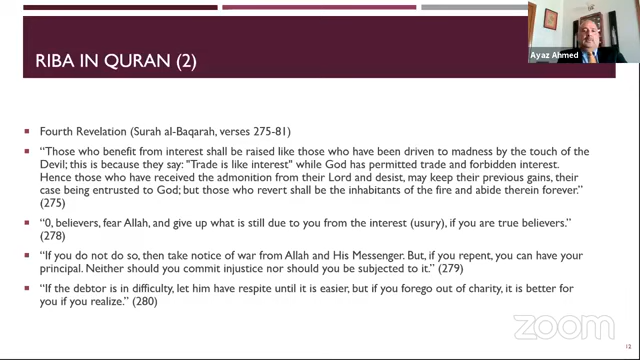 Ayaz Ahmed
RIBA IN QURAN (2)
Fourth Revelation (Surah al-Baqarah, verses 275-81)
“Those who benefit from interest shall be raised like those who have been driven to madness by the touch of the
Devil; this is because they say: "Trade is like interest" while God has permitted trade and forbidden interest.
Hence those who have received the admonition from their Lord and desist, may keep their previous gains, their
case being entrusted to God; but those who revert shall be the inhabitants of the fire and abide therein forever.”
(275)
“0, believers, fear Allah, and give up what is still due to you from the interest (usury), if you are true believers.”
(278)
“If you do not do so, then take notice of war from Allah and His Messenger. But, if you repent, you can have your
principal. Neither should you commit injustice nor should you be subjected to it.” (279)
“If the debtor is in difficulty, let him have respite until it is easier, but if you forego out of charity, it is better for
you if you realize.” (280)
zoom
12